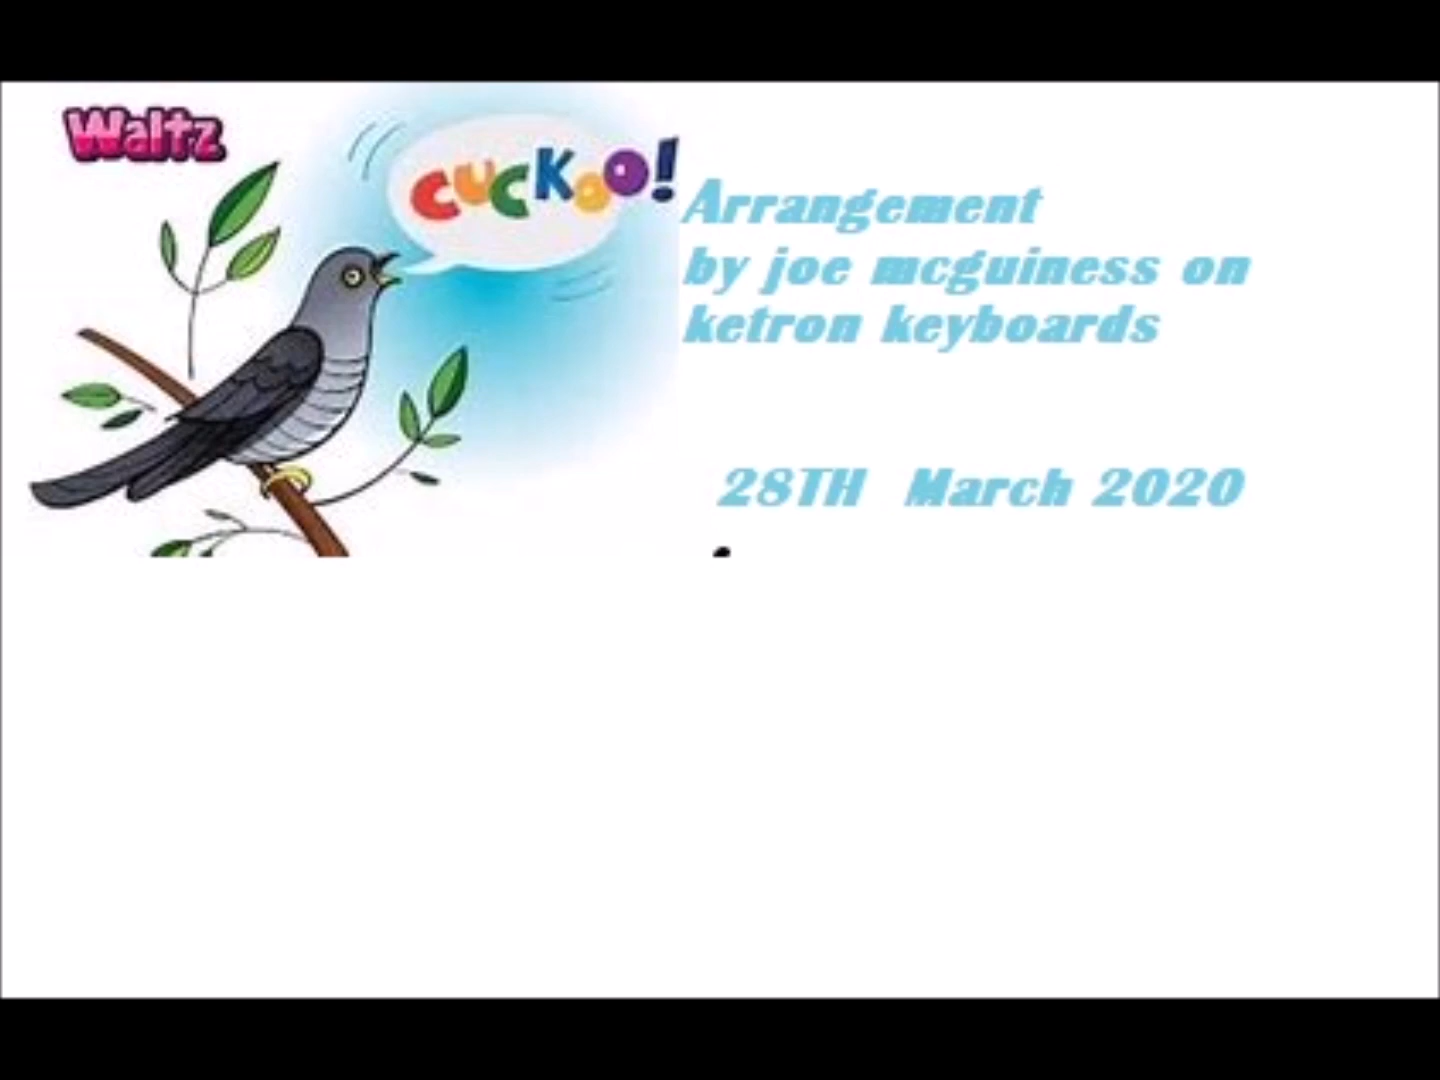 Waltz
CUCKOO!
Arrangement
by joe mcguiness on
ketron keyboards
28TH March 2020